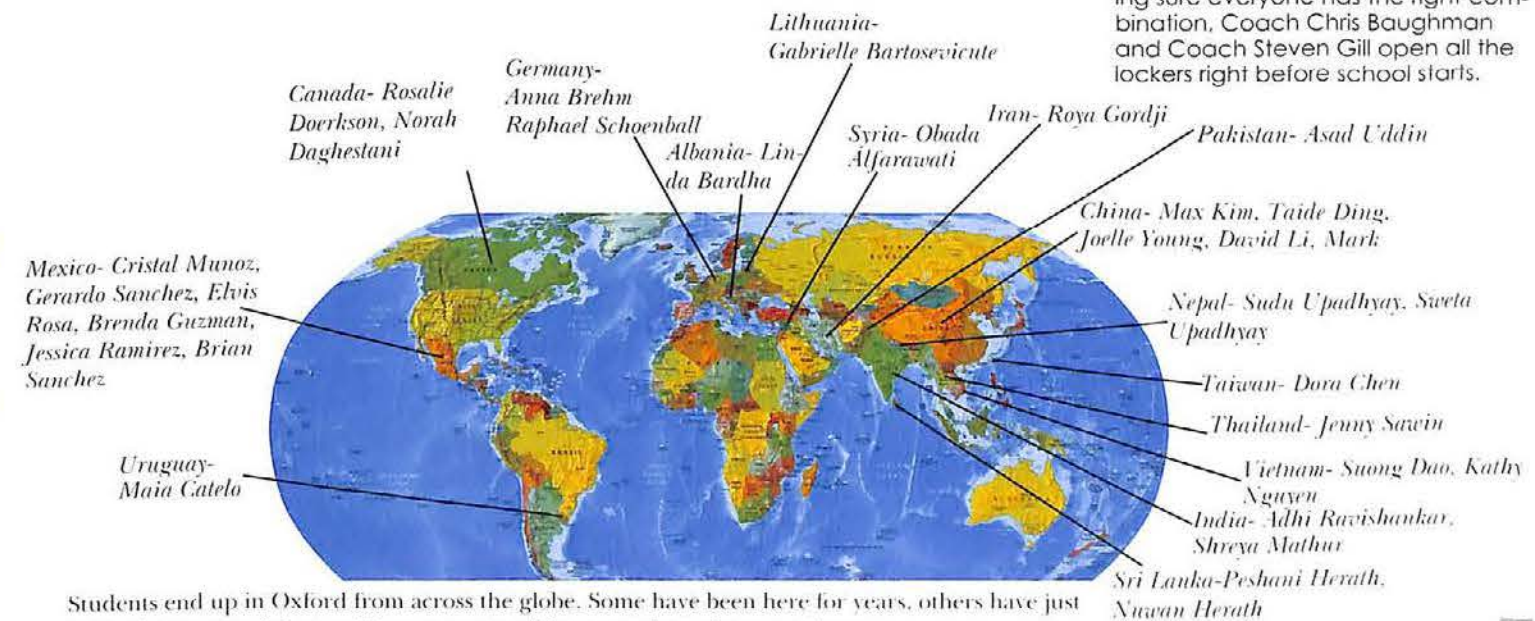 ing sure everyone has the right com-
bination, Coach Chris Baughman
and Coach Steven Gill open all the
lockers right before school starts.
Lithuania-
Gabrielle Bartosevicute
Germany-
Anna Brehm
Raphael Schoenball
Canada- Rosalie
Doerkson, Norah
Daghestani
Albania- Lin-
da Bardha
Syria- Obada
Alfarawati
Iran- Roya Gordji
Pakistan- Asad Uddin
China- Max Kim, Taide Ding,
Joelle Young, David Li, Mark
Mexico- Cristal Munoz,
Gerardo Sanchez, Elvis
Rosa, Brenda Guzman,
Jessica Ramirez, Brian
Sanchez
Nepal- Sudu Upadhyay, Sweta
Upadhyay
Taiwan- Dora Chen
Thailand- Jenny Sawin
Uruguay-
Maia Catelo
Vietnam- Suong Dao, Kathy
Nguyen
India- Adhi Ravishankar,
Shreya Mathur
Sri Lanka-Peshani Herath,
Nuwan Herath
Students end up in Oxford from across the globe. Some have been here for years, others have just